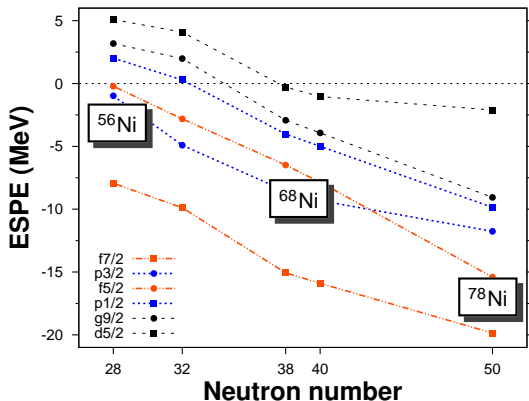 5
0
-5
-10
-15
-20
ESPE (MeV)
56Ni
68Ni
78Ni
f7/2
p3/2
f5/2
p1/2
g9/2
d5/2
28
32
38
40
50
Neutron number